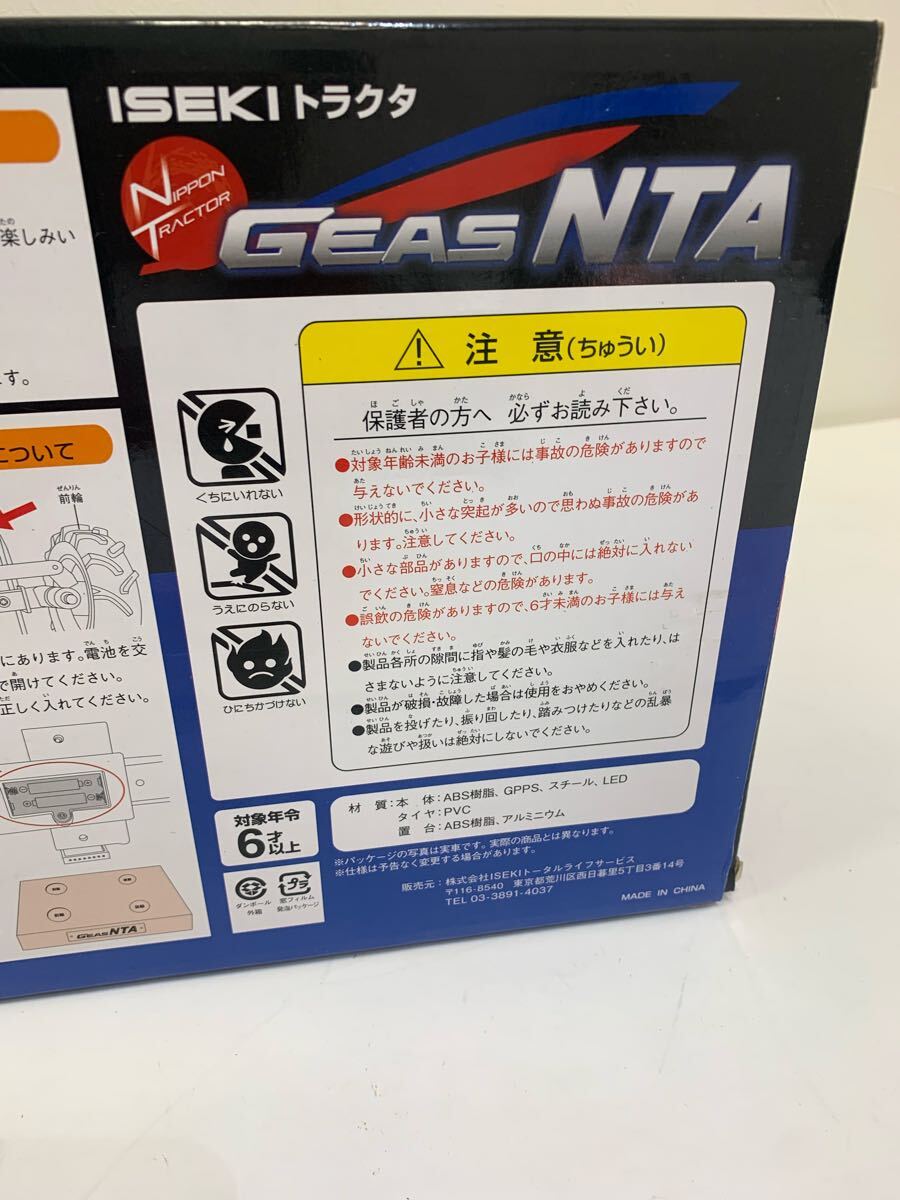 ISEKIトラクタ
NIPPON
TRACTOR
GEAS NTA
楽しみい
す。
について
前輪
にあります。電池を交
で開けてください。
正しく入れてください。
GEAS NTA
注 意(ちゅうい)
保護者の方へ 必ずお読み下さい。
●対象年齢未満のお子様には事故の危険がありますので
与えないでください。
●形状的に、小さな突起が多いので思わぬ事故の危険があ
ります。注意してください。
●小さな部品がありますので、口の中には絶対に入れない
でください。窒息などの危険があります。
●誤飲の危険がありますので、6才未満のお子様には与え
ないでください。
●製品各所の隙間に指や髪の毛や衣服などを入れたり、は
さまないように注意してください。
●製品が破損・故障した場合は使用をおやめください。
●製品を投げたり、振り回したり、踏みつけたりなどの乱暴
な遊びや扱いは絶対にしないでください。
くちにいれない
うえにのらない
ひにちかづけない
材 質:本 体:ABS樹脂、GPPS、スチール、LED
タイヤ:PVC
置 台:ABS樹脂、アルミニウム
対象年令
6才以上
ダンボール
外箱
プラ
窓フィルム
発泡パッケージ
※パッケージの写真は実車です。実際の商品とは異なります。
※仕様は予告なく変更する場合があります。
販売元:株式会社ISEKIトータルライフサービス
〒116-8540 東京都荒川区西日暮里5丁目3番14号
TEL 03-3891-4037
MADE IN CHINA